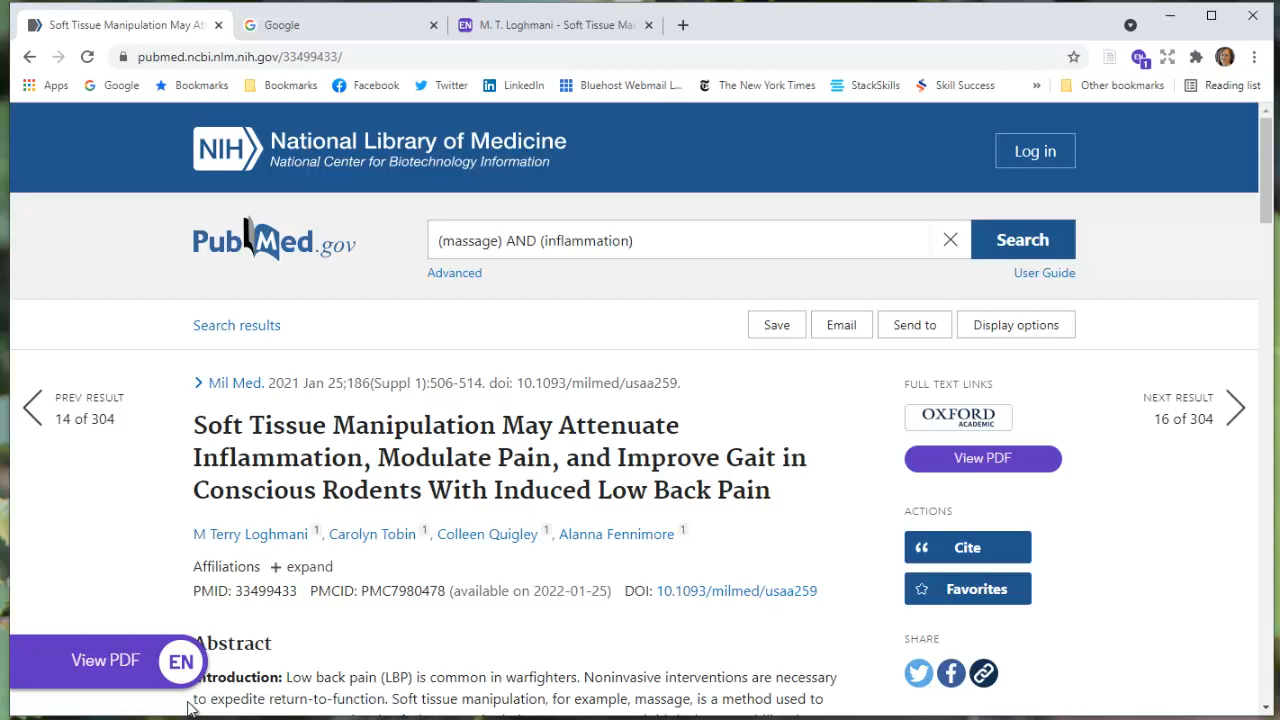 Soft Tissue Manipulation May At
Google
EN M. T. Loghmani - Soft Tissue Ma
pubmed.ncbi.nlm.nih.gov/33499433/
EN 1
Apps Google Bookmarks Bookmarks Facebook Twitter LinkedIn Bluehost Webmail L... The New York Times StackSkills Skill Success » Other bookmarks Reading list
NIH National Library of Medicine
National Center for Biotechnology Information
Log in
PubMed.gov
(massage) AND (inflammation)
Search
Advanced
User Guide
Search results
Save Email Send to Display options
PREV RESULT
14 of 304
NEXT RESULT
16 of 304
Mil Med. 2021 Jan 25;186(Suppl 1):506-514. doi: 10.1093/milmed/usaa259.
Soft Tissue Manipulation May Attenuate
Inflammation, Modulate Pain, and Improve Gait in
Conscious Rodents With Induced Low Back Pain
M Terry Loghmani 1, Carolyn Tobin 1, Colleen Quigley 1, Alanna Fennimore 1
Affiliations + expand
PMID: 33499433 PMCID: PMC7980478 (available on 2022-01-25) DOI: 10.1093/milmed/usaa259
Abstract
ntroduction: Low back pain (LBP) is common in warfighters. Noninvasive interventions are necessary
to expedite return-to-function. Soft tissue manipulation, for example, massage, is a method used to
FULL TEXT LINKS
OXFORD
ACADEMIC
View PDF
ACTIONS
Cite
Favorites
SHARE
View PDF EN